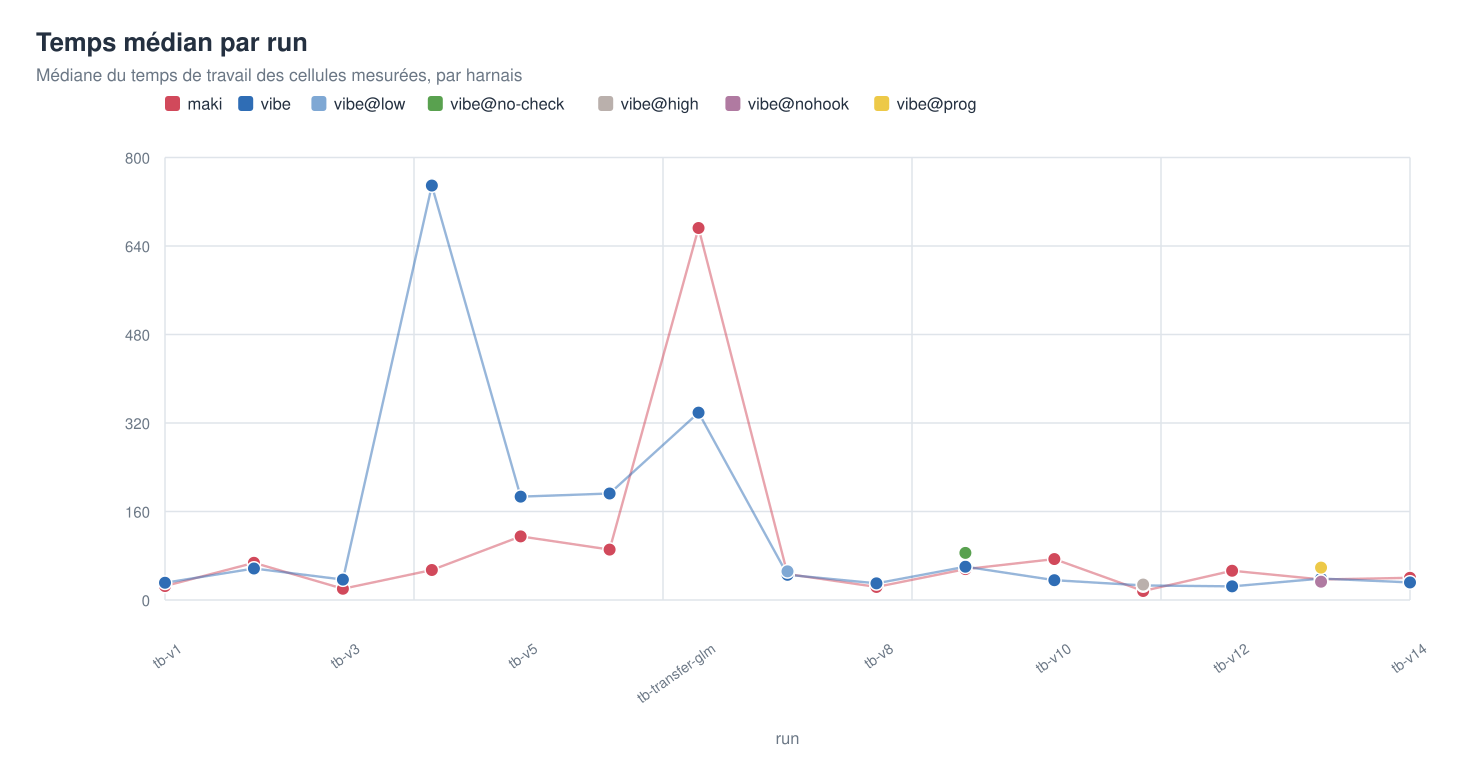 Temps médian par run
Médiane du temps de travail des cellules mesurées, par harnais
maki vibe vibe@low vibe@no-check vibe@high vibe@nohook vibe@prog
800
640
480
320
160
0
tb-v1 tb-v3 tb-v5 tb-transfer-glm tb-v8 tb-v10 tb-v12 tb-v14
run